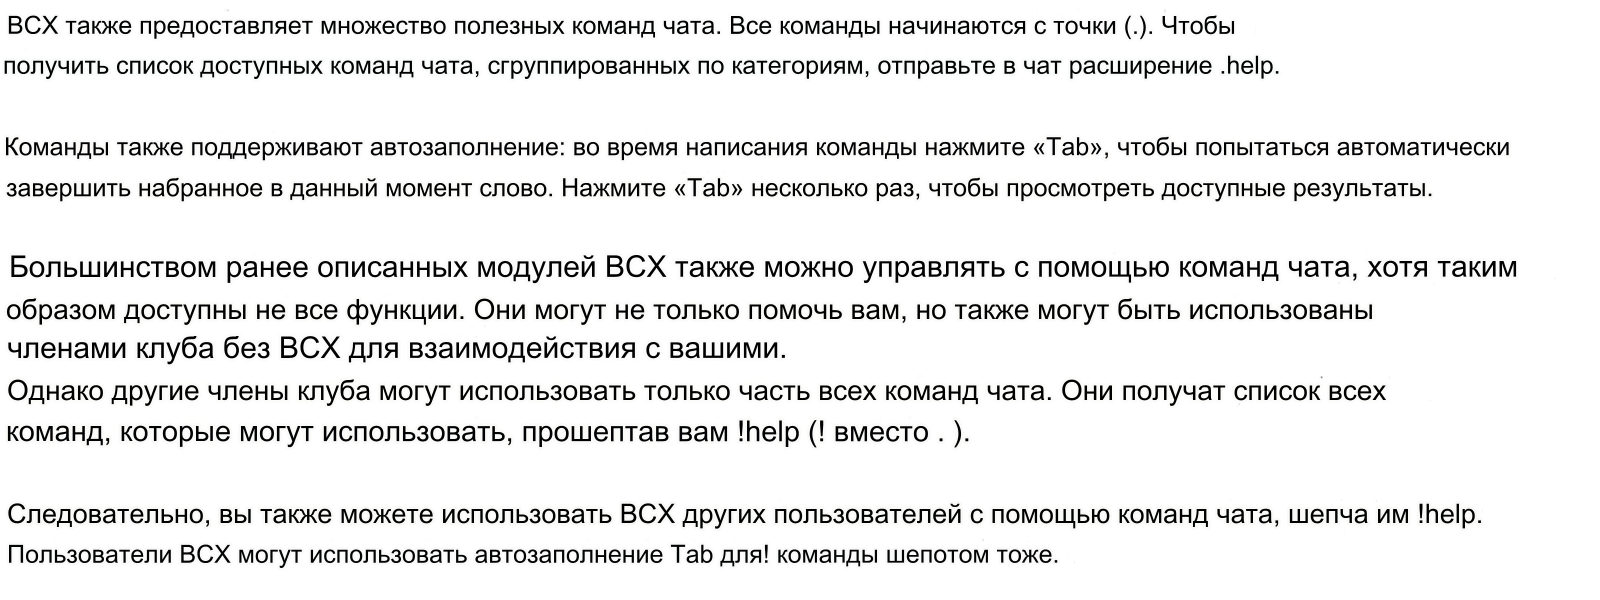 BCX также предоставляет множество полезных команд чата. Все команды начинаются с точки (.). Чтобы
получить список доступных команд чата, сгруппированных по категориям, отправьте в чат расширение .help.
Команды также поддерживают автозаполнение: во время написания команды нажмите «Tab», чтобы попытаться автоматически
завершить набранное в данный момент слово. Нажмите «Tab» несколько раз, чтобы просмотреть доступные результаты.
Большинством ранее описанных модулей BCX также можно управлять с помощью команд чата, хотя таким
образом доступны не все функции. Они могут не только помочь вам, но также могут быть использованы
членами клуба без BCX для взаимодействия с вашими.
Однако другие члены клуба могут использовать только часть всех команд чата. Они получат список всех
команд, которые могут использовать, прошептав вам !help (! вместо . ).
Следовательно, вы также можете использовать BCX других пользователей с помощью команд чата, шепча им !help.
Пользователи BCX могут использовать автозаполнение Tab для! команды шепотом тоже.